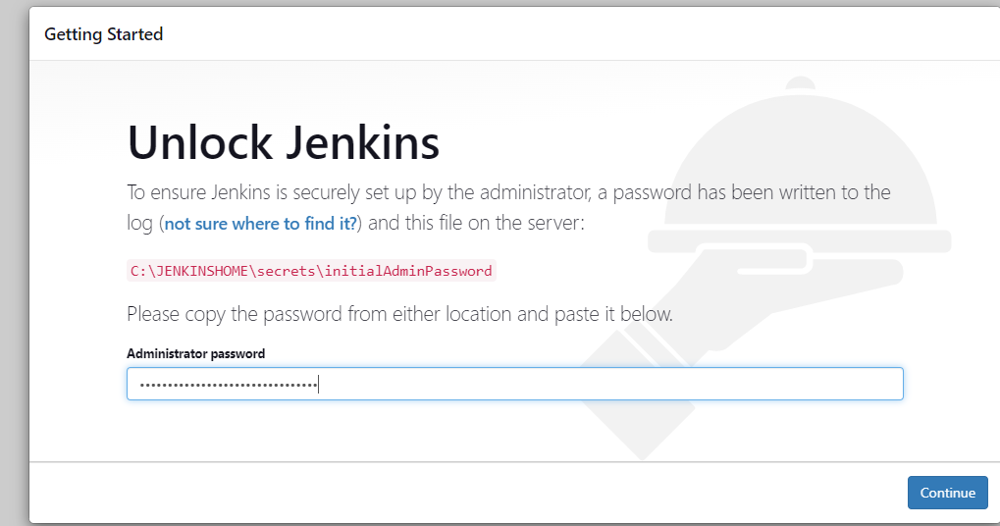 Getting Started
Unlock Jenkins
To ensure Jenkins is securely set up by the administrator, a password has been written to the
log (not sure where to find it?) and this file on the server:
C:\JENKINSHOME\secrets\initialAdminPassword
Please copy the password from either location and paste it below.
Administrator password
••••••••••••••••••••••••••••••••
Continue